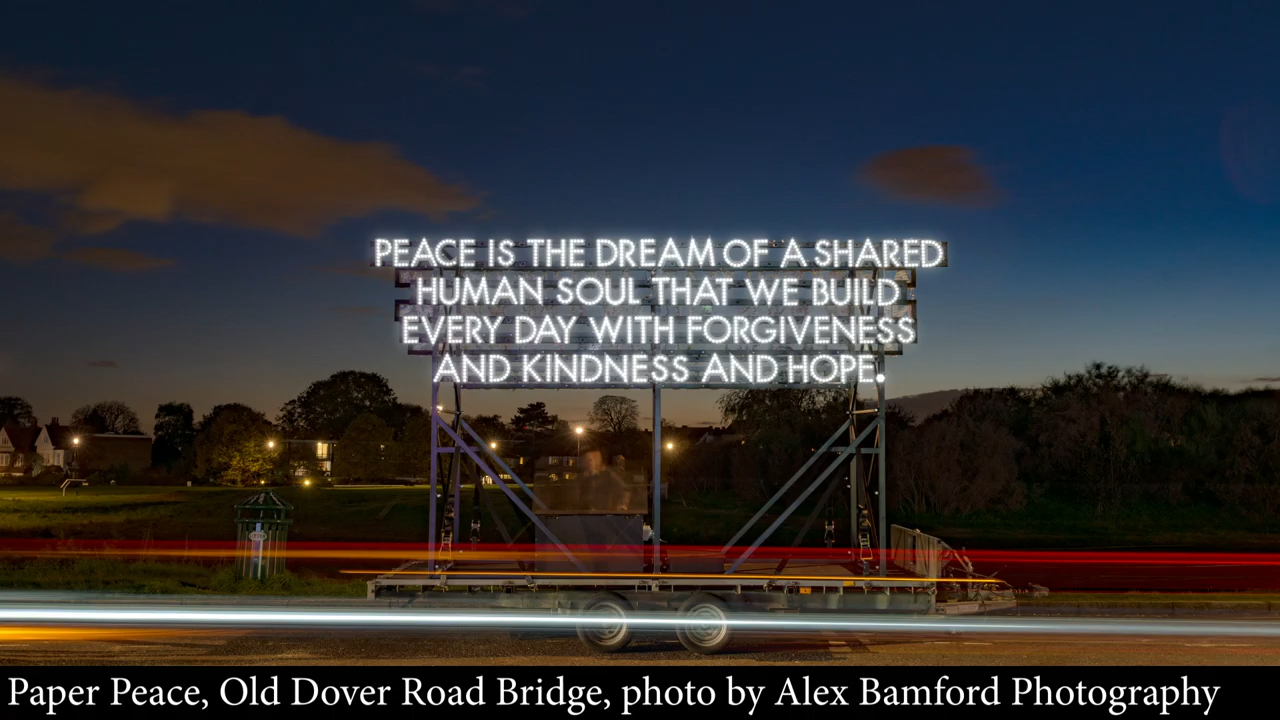 PEACE IS THE DREAM OF A SHARED
HUMAN SOUL THAT WE BUILD
EVERY DAY WITH FORGIVENESS
AND KINDNESS AND HOPE.
Paper Peace, Old Dover Road Bridge, photo by Alex Bamford Photography